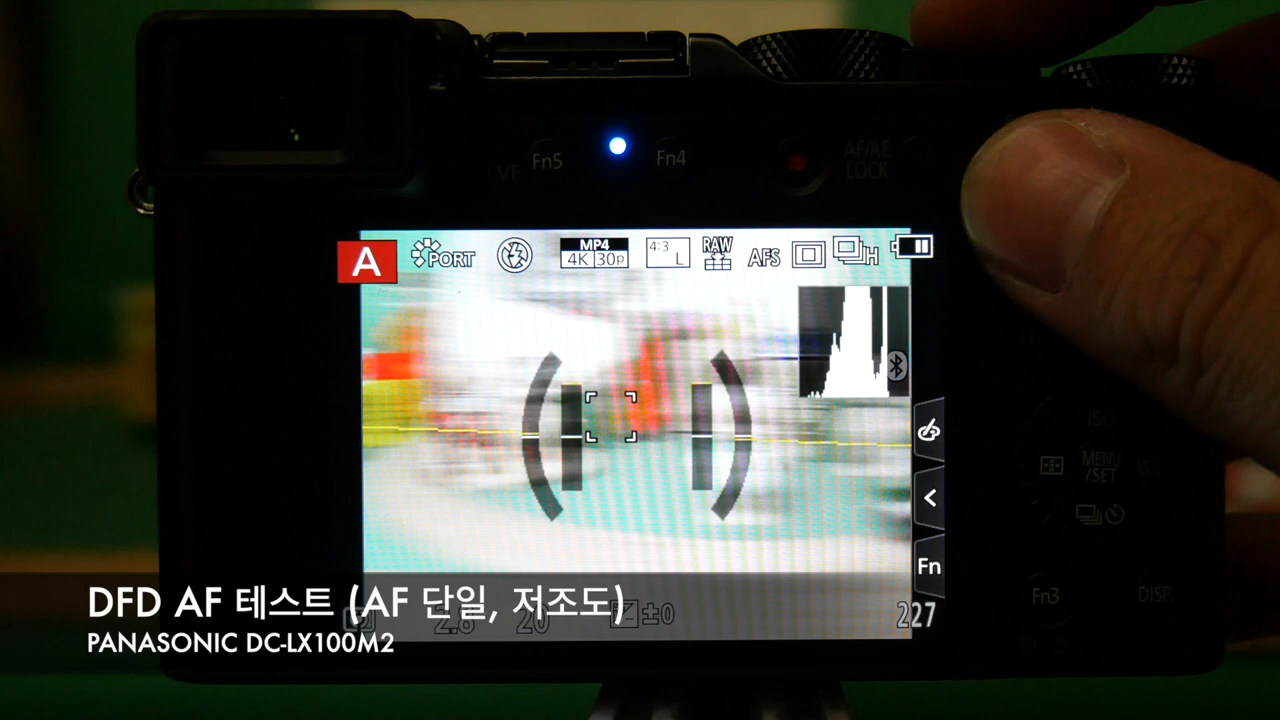 LVF
Fn5
Fn4
AF/AE
LOCK
A
PORT
MP4
4K 30p
4:3
L
RAW
AFS
H
ISO
MENU
/SET
Fn
Fn3
DISP.
DFD AF 테스트 (AF 단일, 저조도)
2.8
20
±0
227
PANASONIC DC-LX100M2